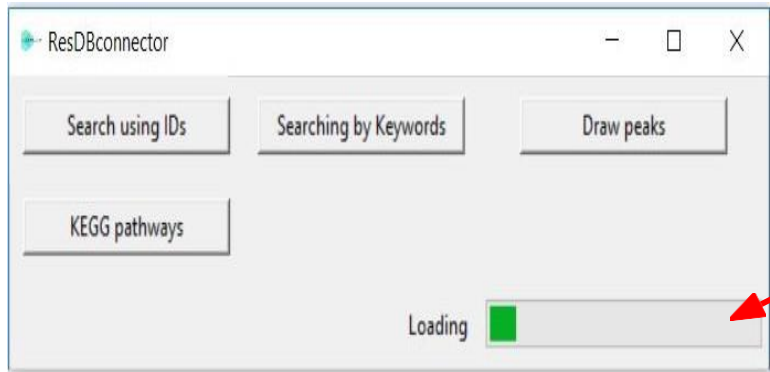 ResDBconnector
Search using IDs
Searching by Keywords
Draw peaks
KEGG pathways
Loading